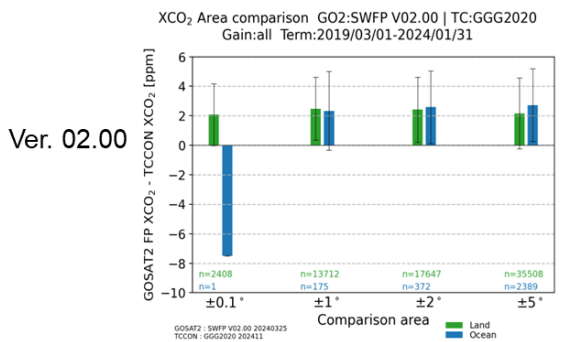 XCO₂ Area comparison GO2:SWFP V02.00 | TC:GGG2020
Gain:all Term:2019/03/01-2024/01/31
Ver. 02.00
GOSAT2 FP XCO₂ - TCCON XCO₂ [ppm]
6
4
2
0
−2
−4
−6
−8
−10
n=2408 n=13712 n=17647 n=35508
n=1 n=175 n=372 n=2389
±0.1° ±1° ±2° ±5°
Comparison area
GOSAT2 : SWFP V02.00 20240325
TCCON : GGG2020 202411
Land
Ocean